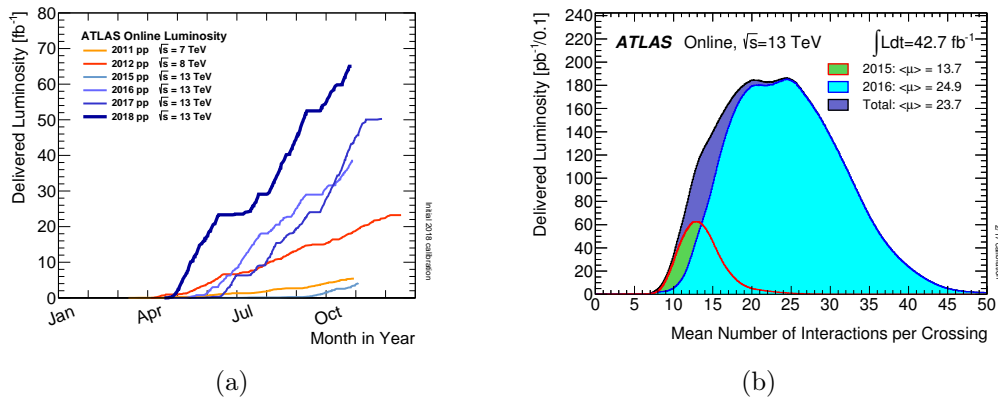 Delivered Luminosity [fb⁻¹]
80
70
60
50
40
30
20
10
0
ATLAS Online Luminosity
2011 pp √s = 7 TeV
2012 pp √s = 8 TeV
2015 pp √s = 13 TeV
2016 pp √s = 13 TeV
2017 pp √s = 13 TeV
2018 pp √s = 13 TeV
Initial 2018 calibration
Jan Apr Jul Oct
Month in Year
(a)
Delivered Luminosity [pb⁻¹/0.1]
240
220
200
180
160
140
120
100
80
60
40
20
0
ATLAS Online, √s=13 TeV ∫Ldt=42.7 fb⁻¹
2015: <µ> = 13.7
2016: <µ> = 24.9
Total: <µ> = 23.7
0 5 10 15 20 25 30 35 40 45 50
Mean Number of Interactions per Crossing
(b)